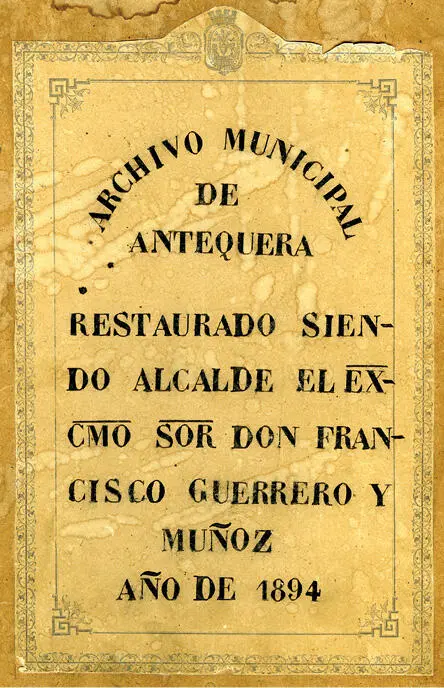 ARCHIVO MUNICIPAL
DE
ANTEQUERA
RESTAURADO SIEN-
DO ALCALDE EL EX-
CMO SOR DON FRAN-
CISCO GUERRERO Y
MUÑOZ
AÑO DE 1894